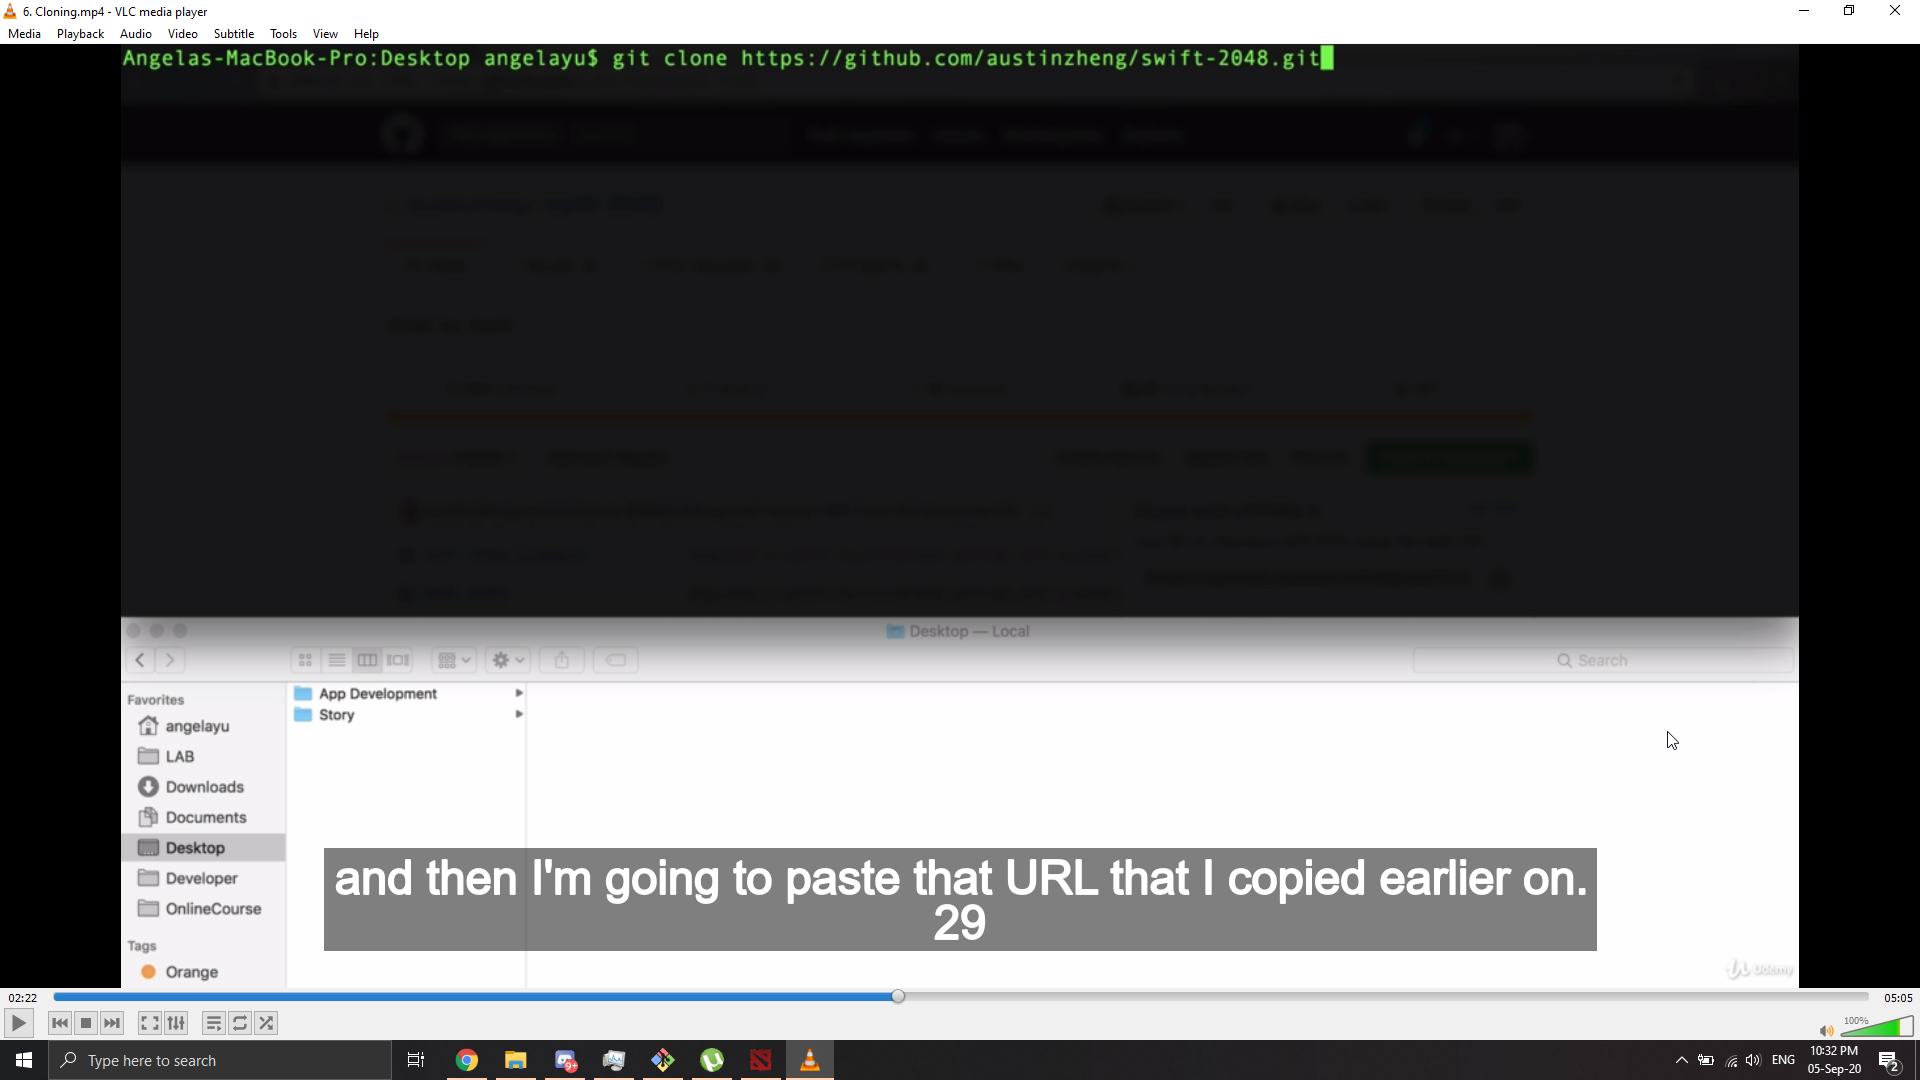 6. Cloning.mp4 - VLC media player
Media Playback Audio Video Subtitle Tools View Help
Angelas-MacBook-Pro:Desktop angelayu$ git clone https://github.com/austinzheng/swift-2048.git
Desktop — Local
Search
Favorites
angelayu
LAB
Downloads
Documents
Desktop
Developer
OnlineCourse
Tags
Orange
App Development
Story
and then I'm going to paste that URL that I copied earlier on.
29
Udemy
02:22
05:05
100%
Type here to search
9+
ENG
10:32 PM
05-Sep-20
2